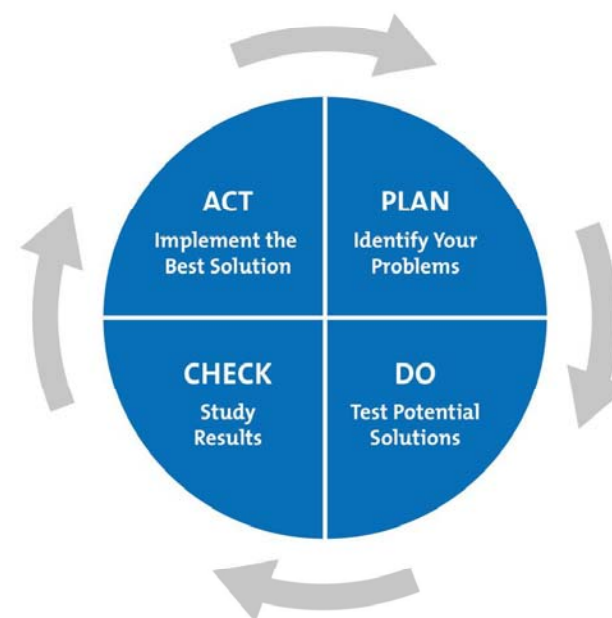 ACT
Implement the
Best Solution
PLAN
Identify Your
Problems
CHECK
Study
Results
DO
Test Potential
Solutions